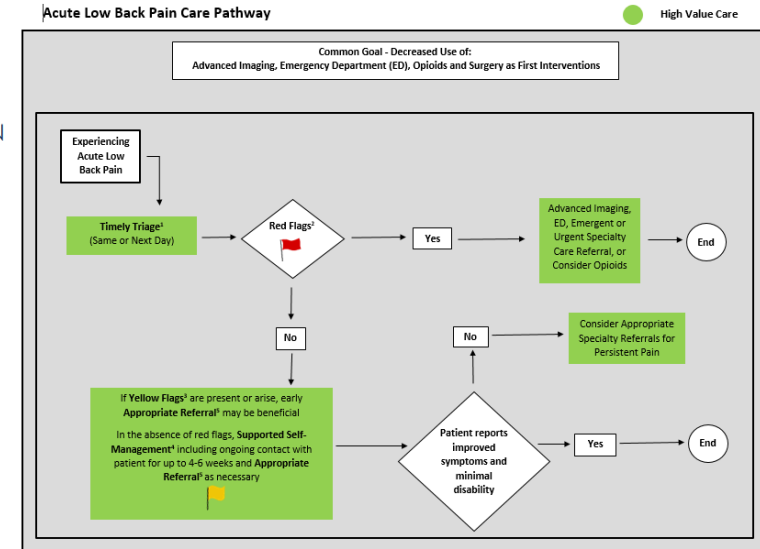 Acute Low Back Pain Care Pathway
High Value Care
Common Goal - Decreased Use of:
Advanced Imaging, Emergency Department (ED), Opioids and Surgery as First Interventions
Experiencing
Acute Low
Back Pain
Timely Triage¹
(Same or Next Day)
Red Flags²
Yes
Advanced Imaging,
ED, Emergent or
Urgent Specialty
Care Referral, or
Consider Opioids
End
No
If Yellow Flags³ are present or arise, early
Appropriate Referral⁵ may be beneficial
In the absence of red flags, Supported Self-
Management⁴ including ongoing contact with
patient for up to 4-6 weeks and Appropriate
Referral⁵ as necessary
Patient reports
improved
symptoms and
minimal
disability
No
Consider Appropriate
Specialty Referrals for
Persistent Pain
Yes
End